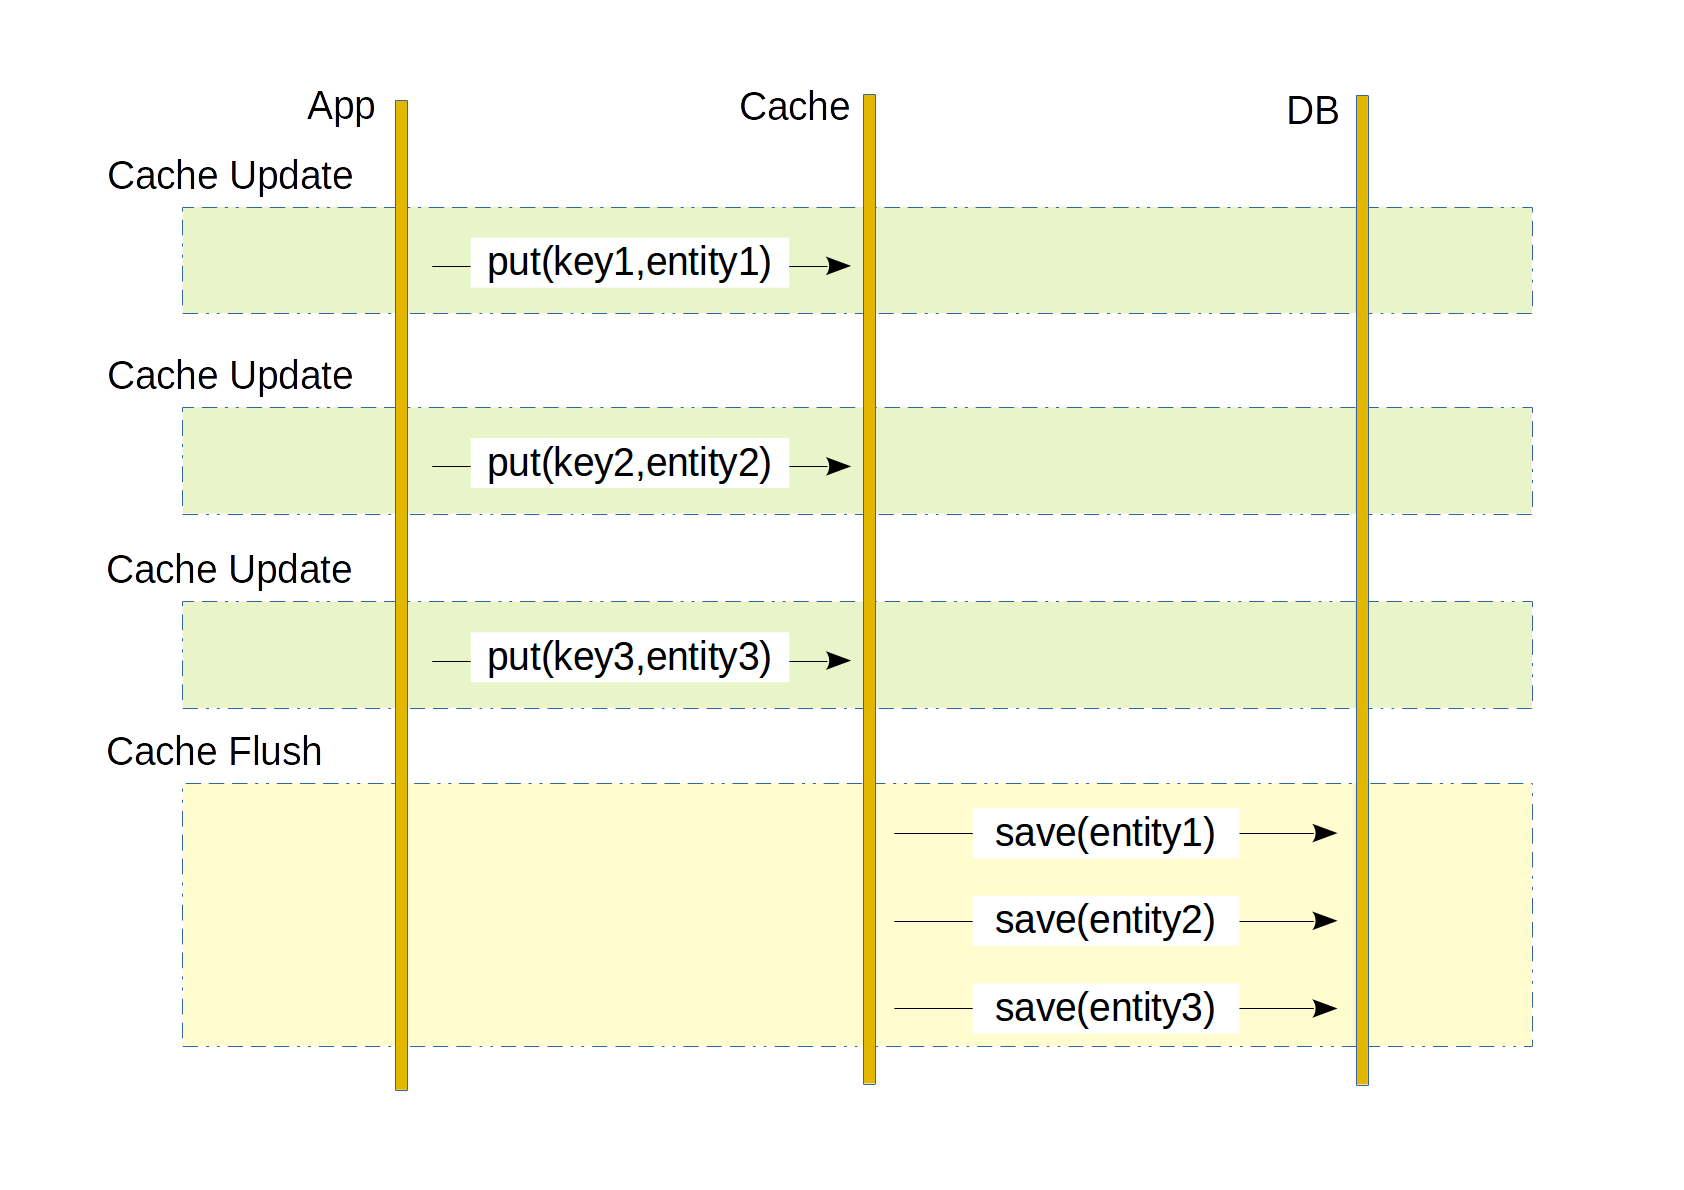 App
Cache
DB
Cache Update
put(key1,entity1)
Cache Update
put(key2,entity2)
Cache Update
put(key3,entity3)
Cache Flush
save(entity1)
save(entity2)
save(entity3)